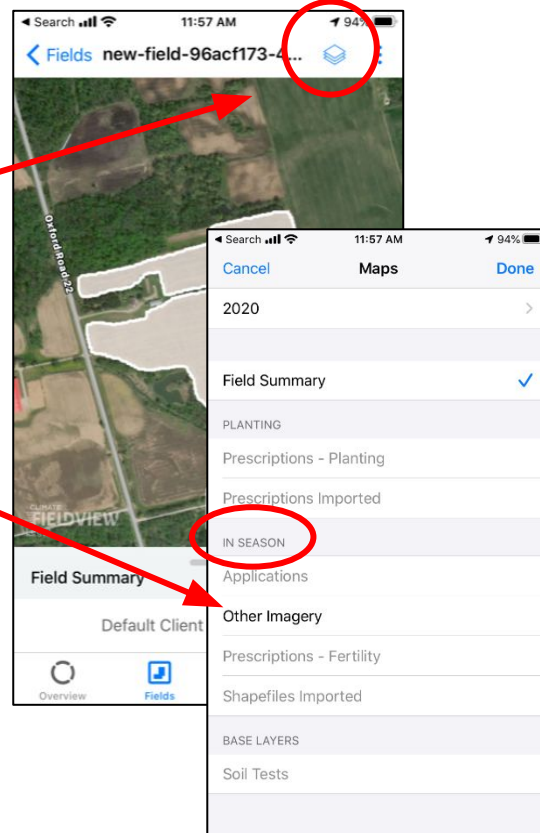 Search
11:57 AM
94%
Fields new-field-96acf173-4...
Oxford Road 22
CLIMATE
FIELDVIEW
Field Summary
Default Client
Overview
Fields
Search
11:57 AM
94%
Cancel
Maps
Done
2020
Field Summary
PLANTING
Prescriptions - Planting
Prescriptions Imported
IN SEASON
Applications
Other Imagery
Prescriptions - Fertility
Shapefiles Imported
BASE LAYERS
Soil Tests